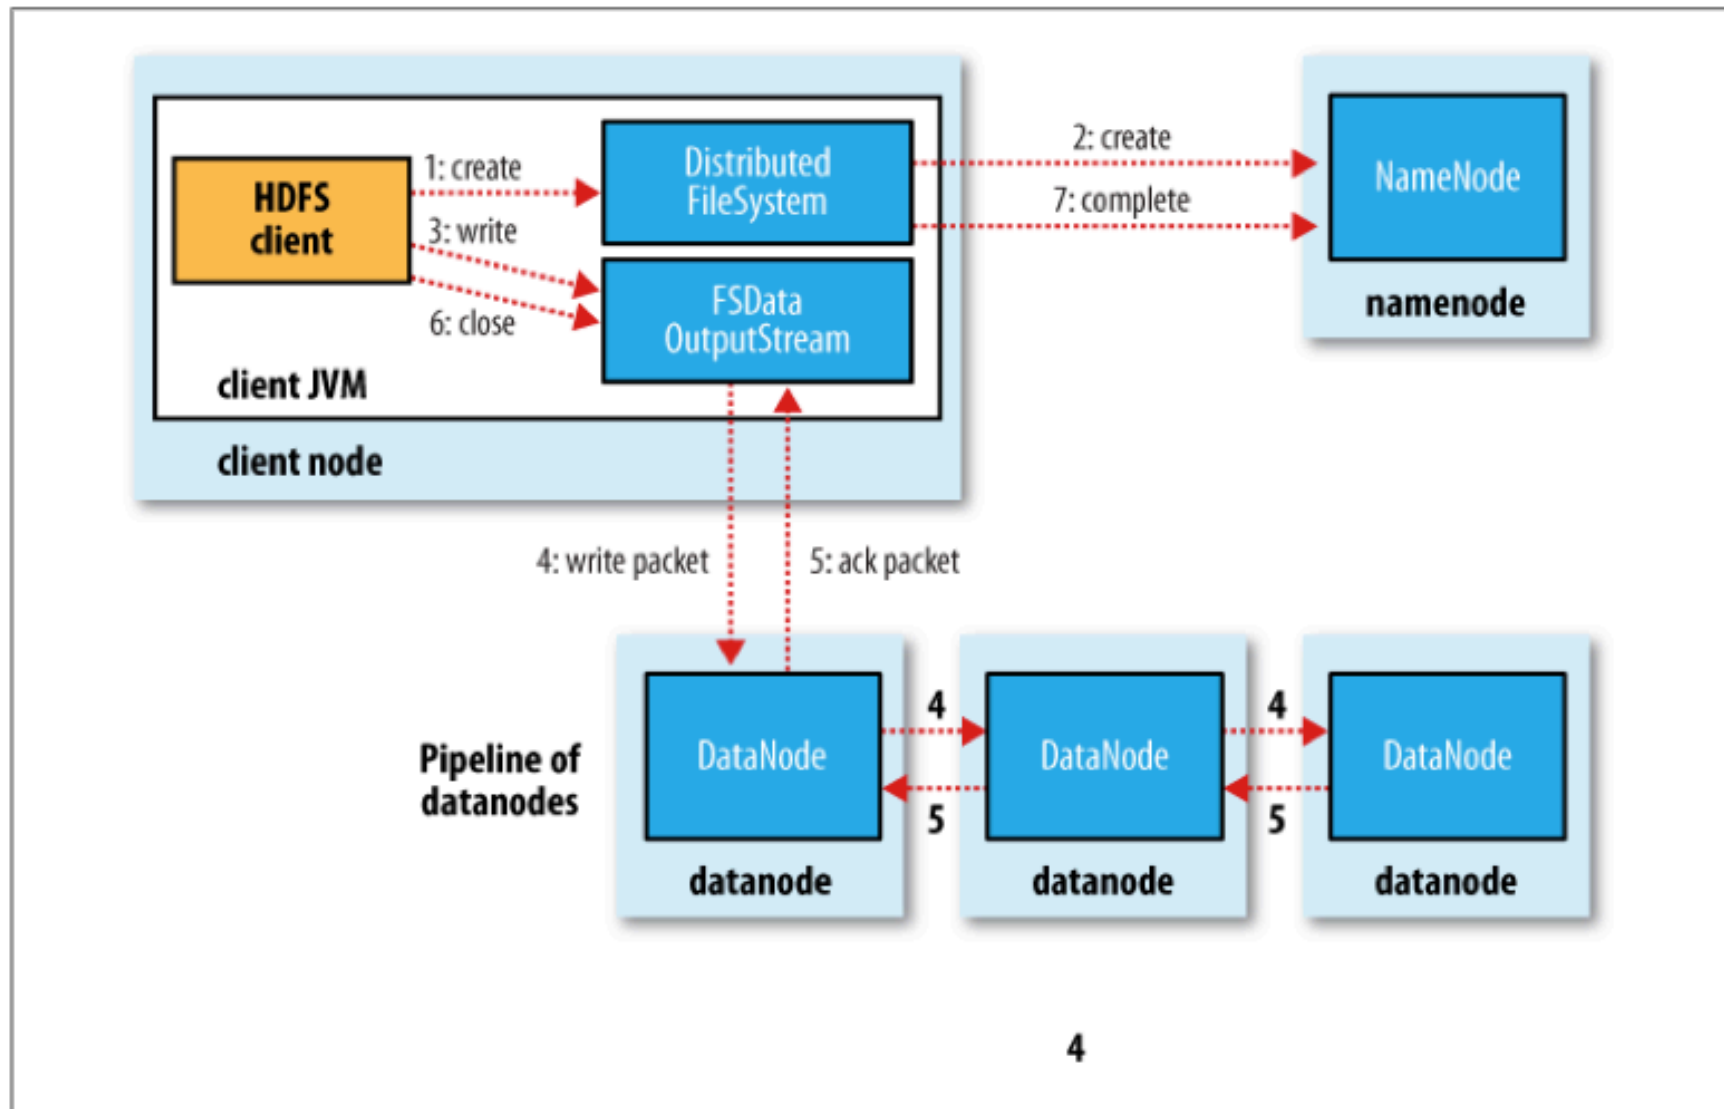 HDFS
client
1: create
3: write
6: close
Distributed
FileSystem
FSData
OutputStream
client JVM
client node
2: create
7: complete
NameNode
namenode
4: write packet
5: ack packet
Pipeline of
datanodes
DataNode
datanode
4
5
DataNode
datanode
4
5
DataNode
datanode
4